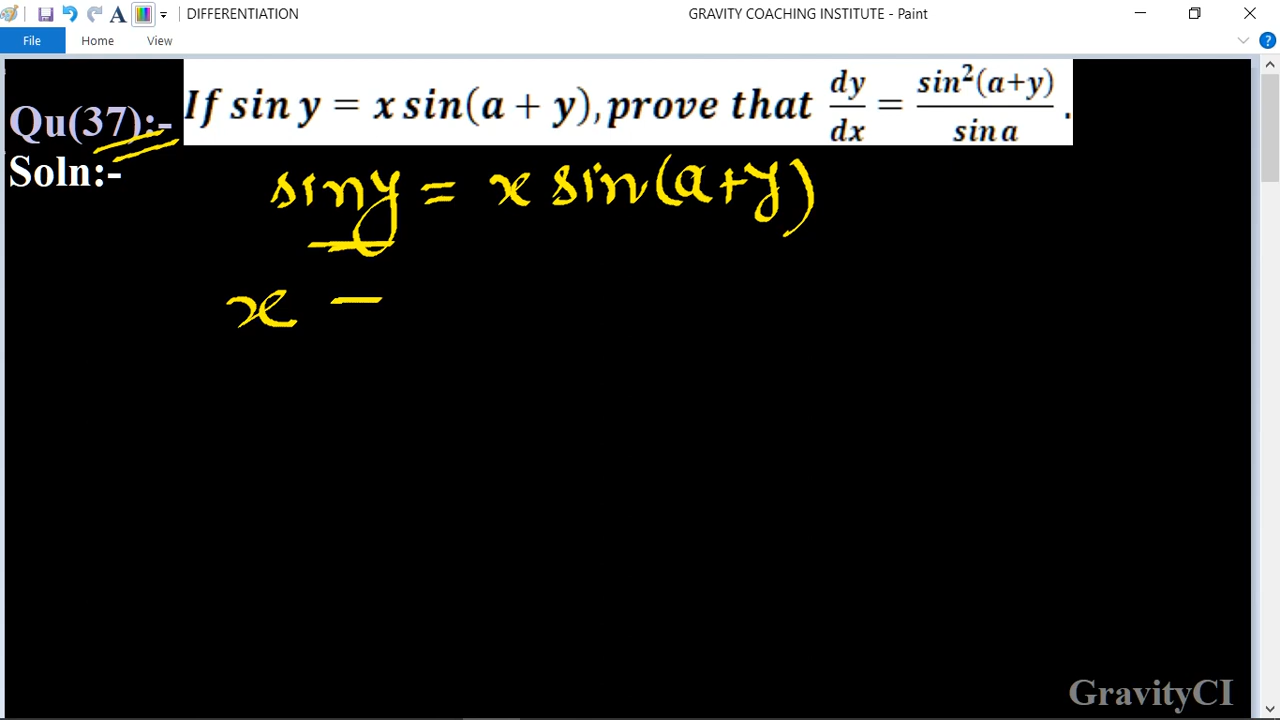 DIFFERENTIATION
GRAVITY COACHING INSTITUTE - Paint
File Home View
Qu(37):- If sin y = x sin(a + y), prove that dy/dx = sin²(a+y)/sin a .
Soln:-
siny = x sin(a+y)
x =
GravityCI